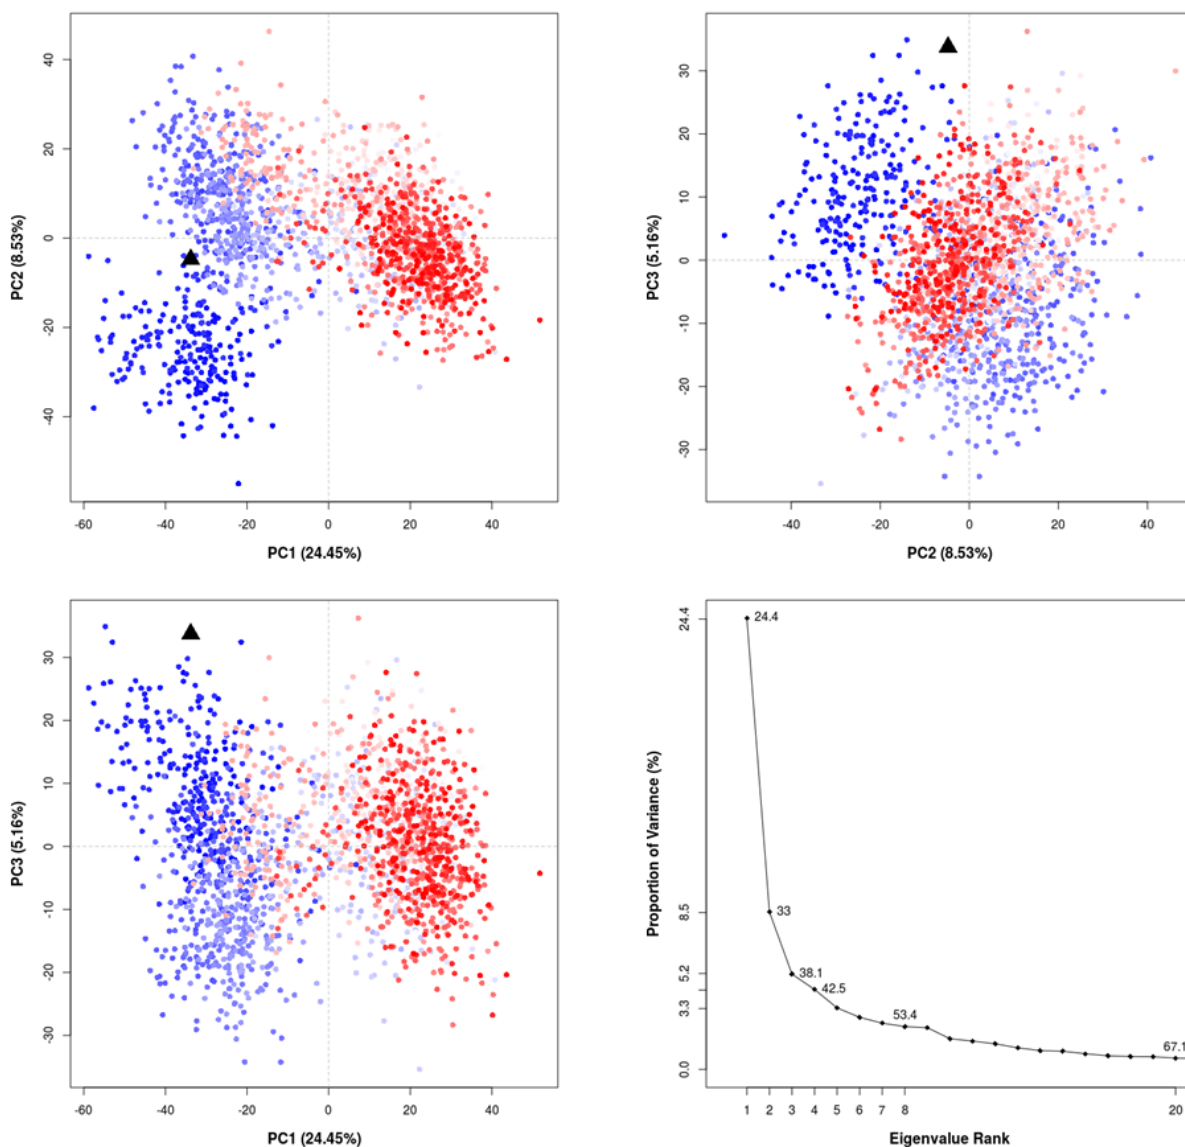 40
20
0
-20
-40
PC2 (8.53%)
-60 -40 -20 0 20 40
PC1 (24.45%)
30
20
10
0
-10
-20
-30
PC3 (5.16%)
-40 -20 0 20 40
PC2 (8.53%)
30
20
10
0
-10
-20
-30
PC3 (5.16%)
-60 -40 -20 0 20 40
PC1 (24.45%)
24.4
8.5
5.2
3.3
0.0
Proportion of Variance (%)
24.4
33
38.1
42.5
53.4
67.1
1 2 3 4 5 6 7 8 20
Eigenvalue Rank